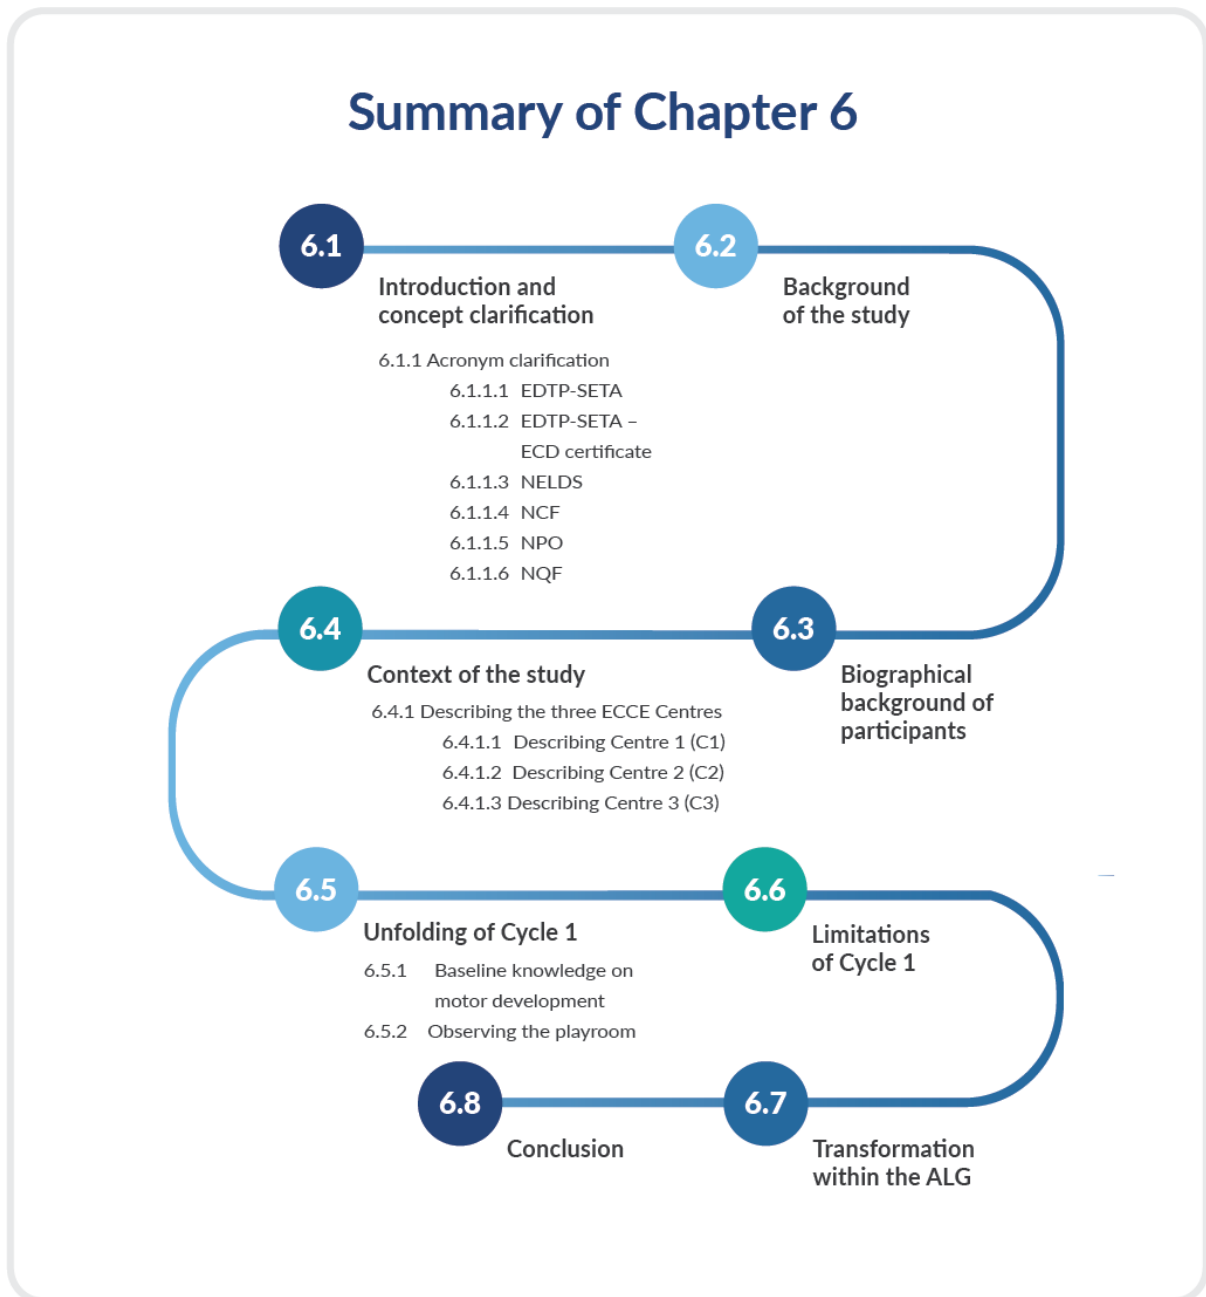 Summary of Chapter 6
6.1
Introduction and
concept clarification
6.1.1 Acronym clarification
6.1.1.1 EDTP-SETA
6.1.1.2 EDTP-SETA –
ECD certificate
6.1.1.3 NELDS
6.1.1.4 NCF
6.1.1.5 NPO
6.1.1.6 NQF
6.2
Background
of the study
6.3
Biographical
background of
participants
6.4
Context of the study
6.4.1 Describing the three ECCE Centres
6.4.1.1 Describing Centre 1 (C1)
6.4.1.2 Describing Centre 2 (C2)
6.4.1.3 Describing Centre 3 (C3)
6.5
Unfolding of Cycle 1
6.5.1 Baseline knowledge on
motor development
6.5.2 Observing the playroom
6.6
Limitations
of Cycle 1
6.7
Transformation
within the ALG
6.8
Conclusion